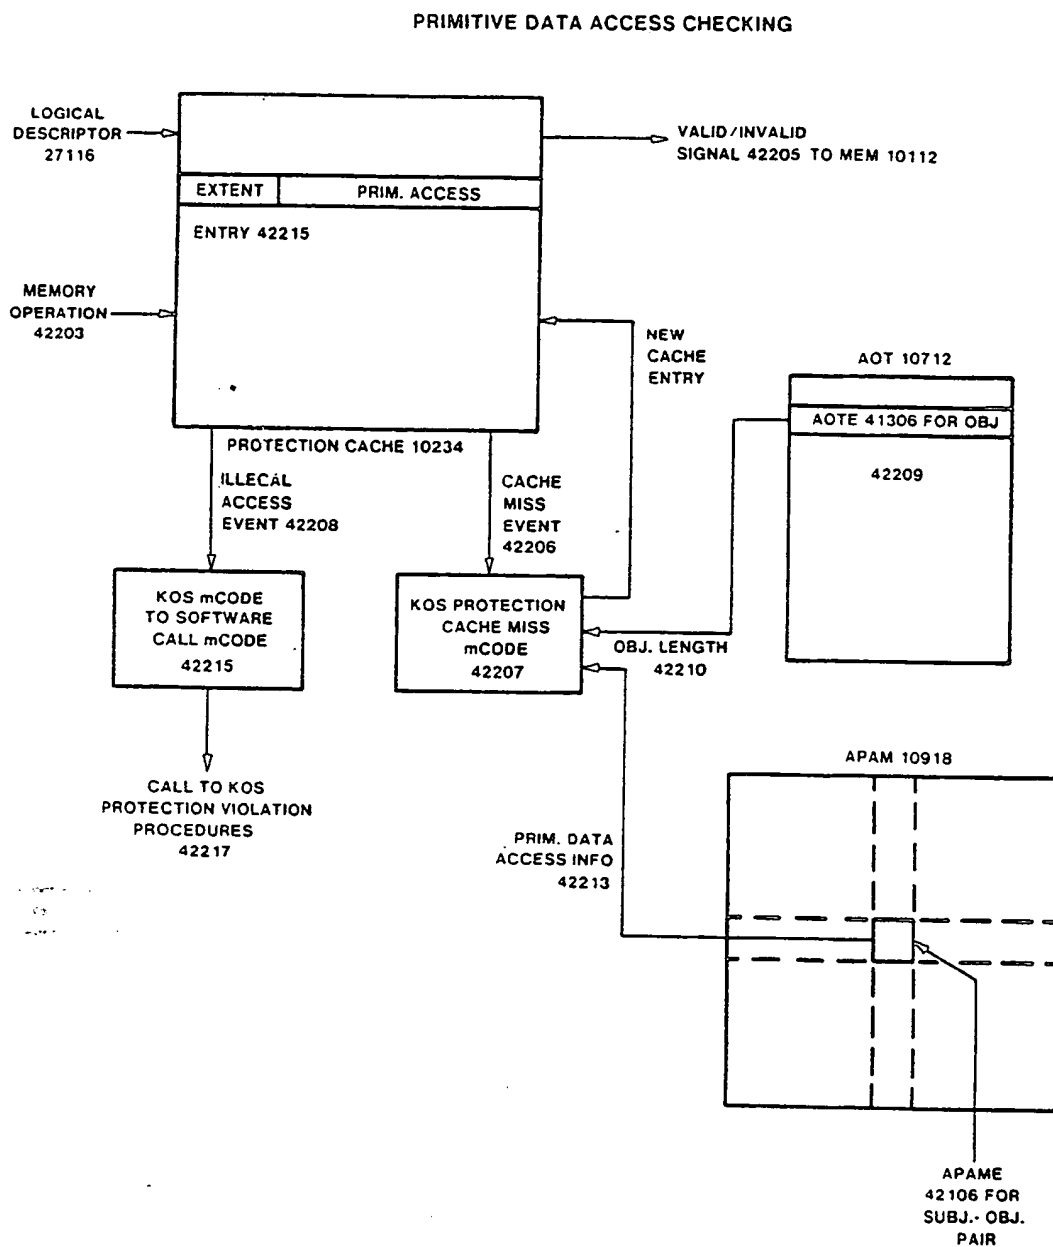 PRIMITIVE DATA ACCESS CHECKING
LOGICAL
DESCRIPTOR
27116
VALID/INVALID
SIGNAL 42205 TO MEM 10112
EXTENT
PRIM. ACCESS
ENTRY 42215
MEMORY
OPERATION
42203
NEW
CACHE
ENTRY
AOT 10712
AOTE 41306 FOR OBJ
42209
PROTECTION CACHE 10234
ILLECAL
ACCESS
EVENT 42208
CACHE
MISS
EVENT
42206
KOS mCODE
TO SOFTWARE
CALL mCODE
42215
KOS PROTECTION
CACHE MISS
mCODE
42207
OBJ. LENGTH
42210
CALL TO KOS
PROTECTION VIOLATION
PROCEDURES
42217
APAM 10918
PRIM. DATA
ACCESS INFO
42213
APAME
42106 FOR
SUBJ.- OBJ.
PAIR